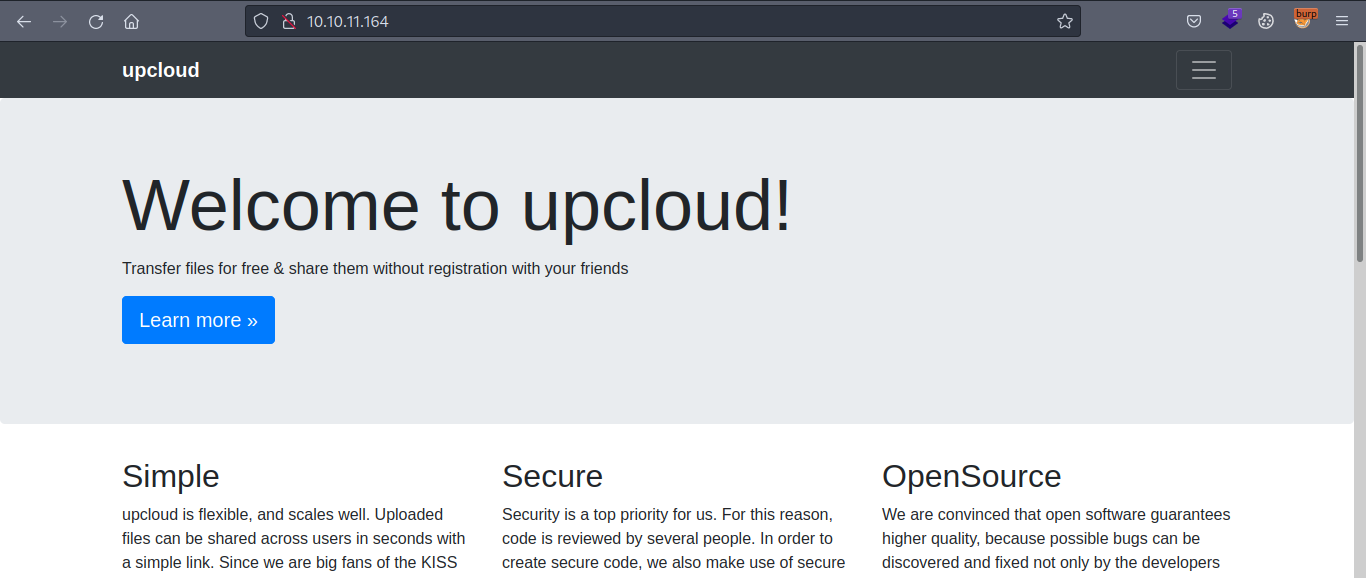 10.10.11.164
5
burp
upcloud
Welcome to upcloud!
Transfer files for free & share them without registration with your friends
Learn more »
Simple
upcloud is flexible, and scales well. Uploaded
files can be shared across users in seconds with
a simple link. Since we are big fans of the KISS
Secure
Security is a top priority for us. For this reason,
code is reviewed by several people. In order to
create secure code, we also make use of secure
OpenSource
We are convinced that open software guarantees
higher quality, because possible bugs can be
discovered and fixed not only by the developers